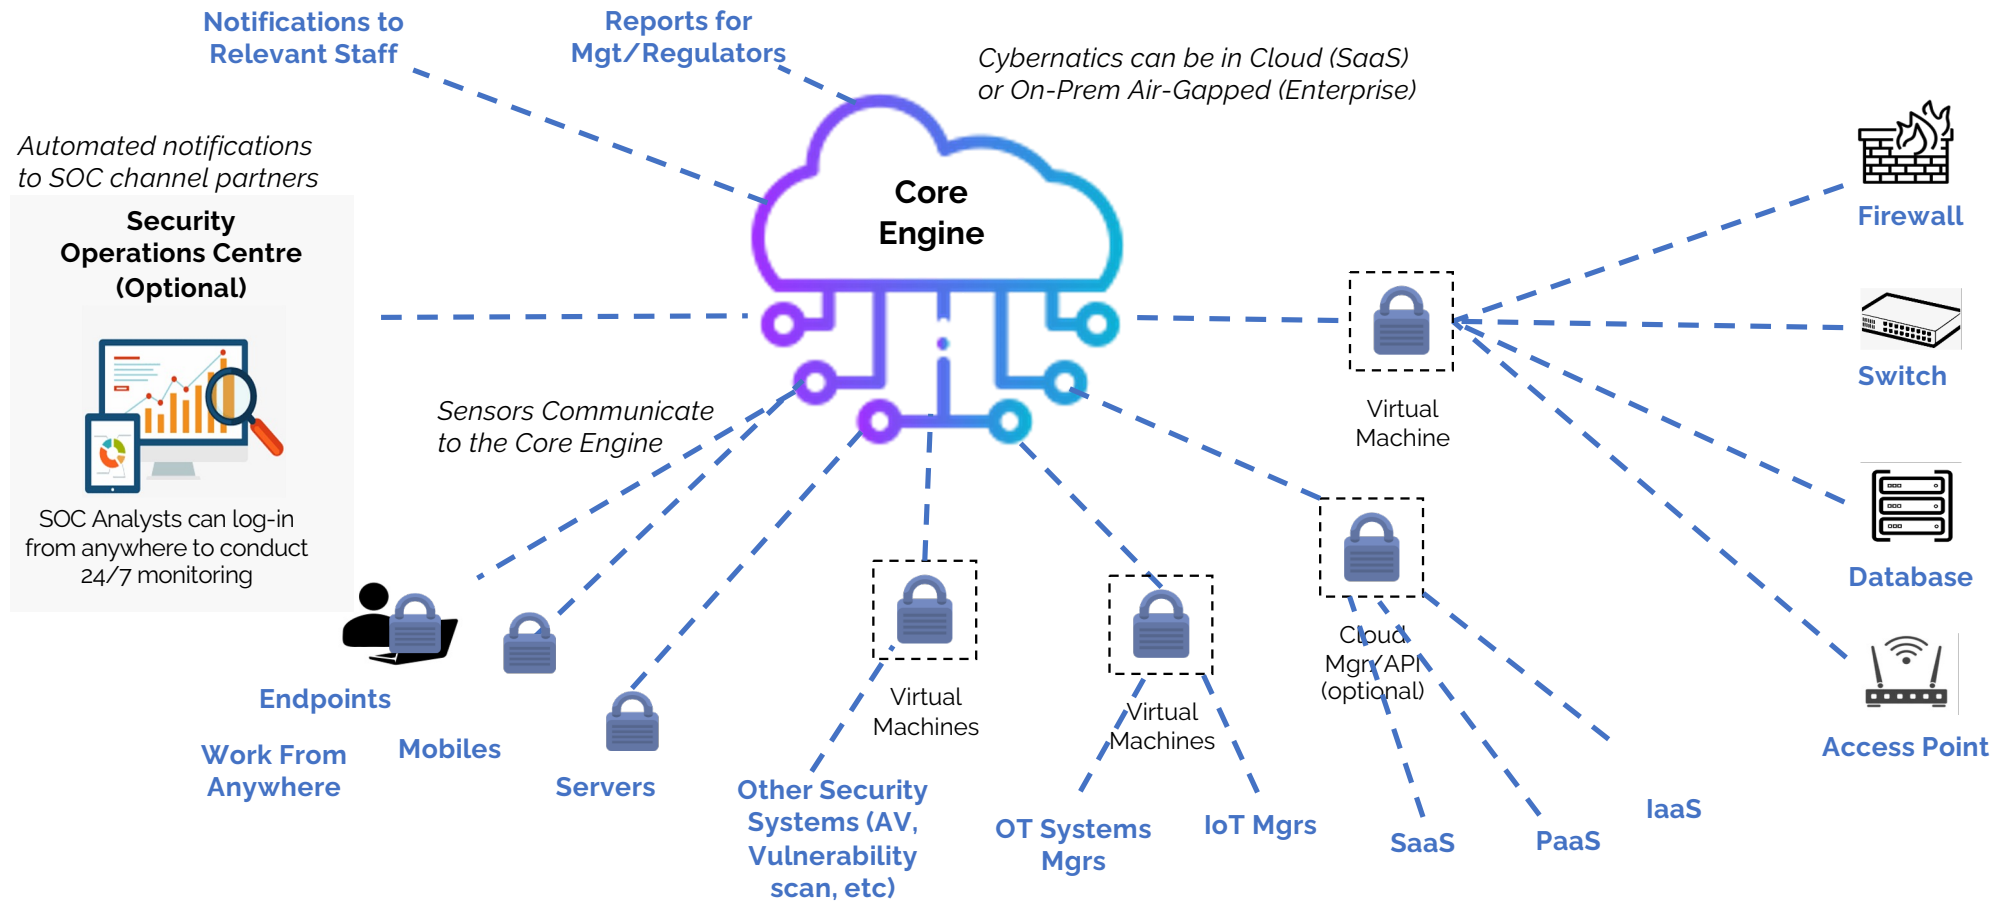 Notifications to
Relevant Staff
Reports for
Mgt/Regulators
Cybernatics can be in Cloud (SaaS)
or On-Prem Air-Gapped (Enterprise)
Automated notifications
to SOC channel partners
Security
Operations Centre
(Optional)
SOC Analysts can log-in
from anywhere to conduct
24/7 monitoring
Core
Engine
Sensors Communicate
to the Core Engine
Virtual
Machine
Firewall
Switch
Database
Access Point
Endpoints
Work From
Anywhere
Mobiles
Servers
Virtual
Machines
Other Security
Systems (AV,
Vulnerability
scan, etc)
Virtual
Machines
OT Systems
Mgrs
IoT Mgrs
Cloud
Mgr/API
(optional)
SaaS
PaaS
IaaS